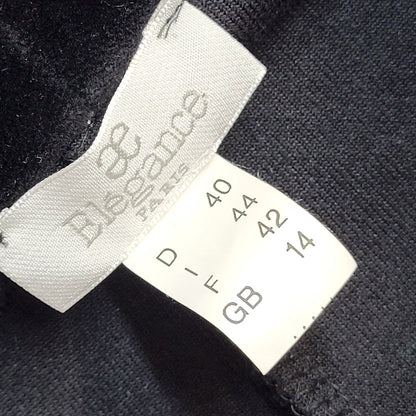 æ
Elégance
PARIS
D 40
I 44
F 42
GB 14